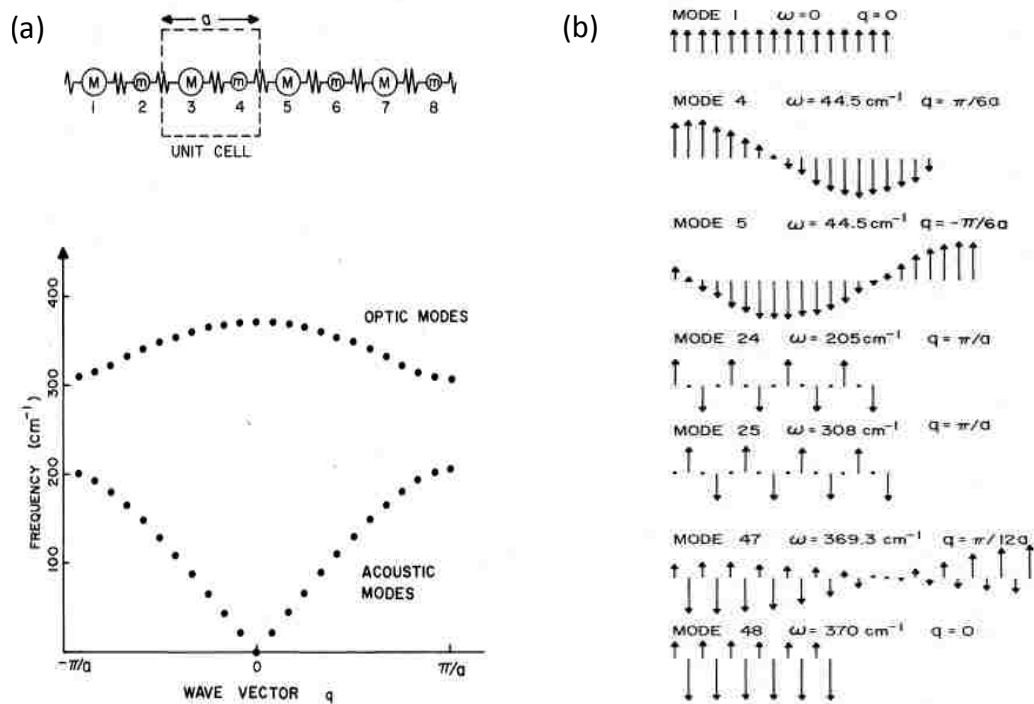 (a)
a
M M M M
m m m m
1 2 3 4 5 6 7 8
UNIT CELL
FREQUENCY (cm⁻¹)
400
300
200
100
OPTIC MODES
ACOUSTIC
MODES
-π/a 0 π/a
WAVE VECTOR q
(b)
MODE 1 ω=0 q=0
MODE 4 ω=44.5 cm⁻¹ q=π/6a
MODE 5 ω=44.5 cm⁻¹ q=-π/6a
MODE 24 ω=205cm⁻¹ q=π/a
MODE 25 ω=308 cm⁻¹ q=π/a
MODE 47 ω=369.3 cm⁻¹ q=π/12a
MODE 48 ω=370 cm⁻¹ q=0